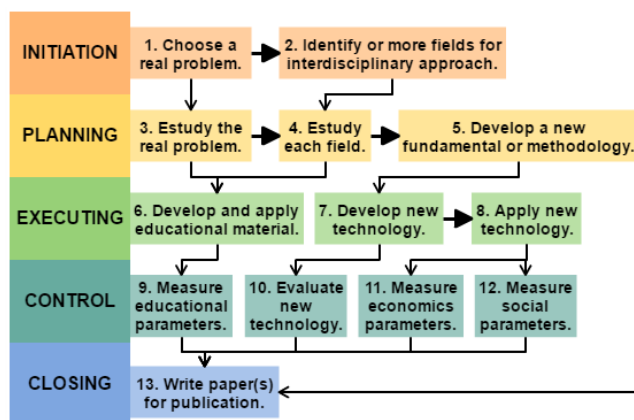 INITIATION
1. Choose a
real problem.
2. Identify or more fields for
interdisciplinary approach.
PLANNING
3. Estudy the
real problem.
4. Estudy
each field.
5. Develop a new
fundamental or methodology.
EXECUTING
6. Develop and apply
educational material.
7. Develop new
technology.
8. Apply new
technology.
CONTROL
9. Measure
educational
parameters.
10. Evaluate
new
technology.
11. Measure
economics
parameters.
12. Measure
social
parameters.
CLOSING
13. Write paper(s)
for publication.